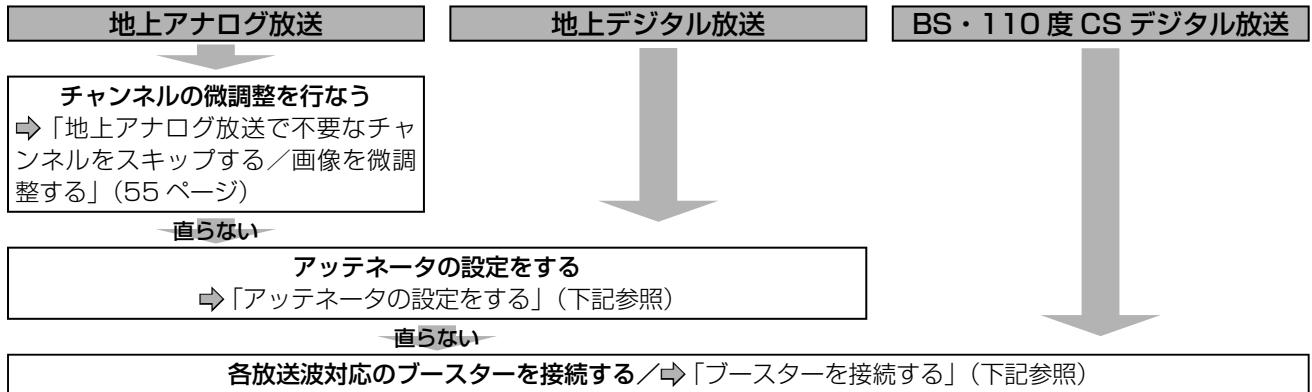 地上アナログ放送
地上デジタル放送
BS・110度CSデジタル放送
チャンネルの微調整を行なう
⇨「地上アナログ放送で不要なチャ
ンネルをスキップする／画像を微調
整する」（55ページ）
直らない
アッテネータの設定をする
⇨「アッテネータの設定をする」（下記参照）
直らない
各放送波対応のブースターを接続する／⇨「ブースターを接続する」（下記参照）